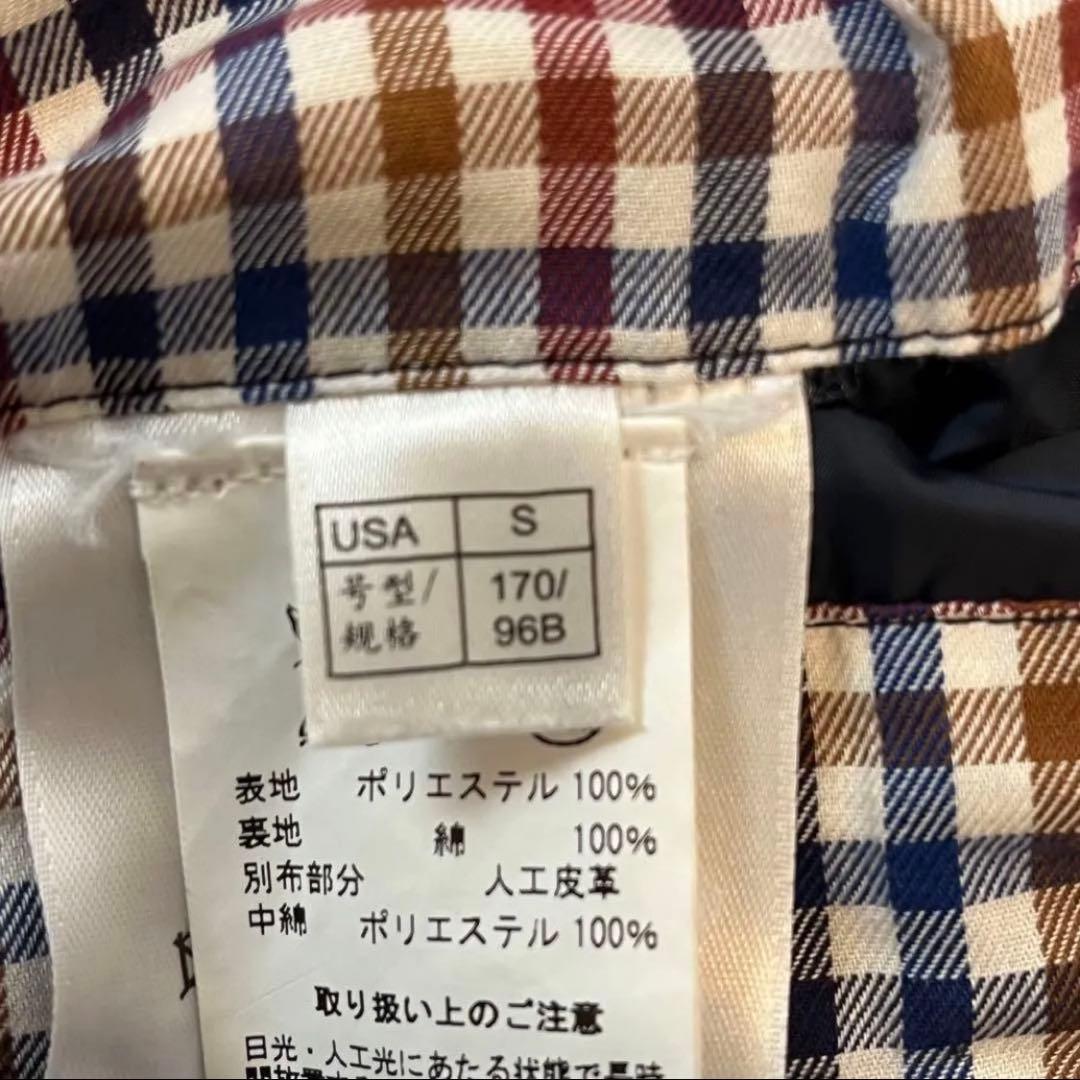 USA S
号型/ 170/
规格 96B
表地 ポリエステル 100%
裏地 綿 100%
別布部分 人工皮革
中綿 ポリエステル 100%
取り扱い上のご注意
日光・人工光にあたる状態で長時